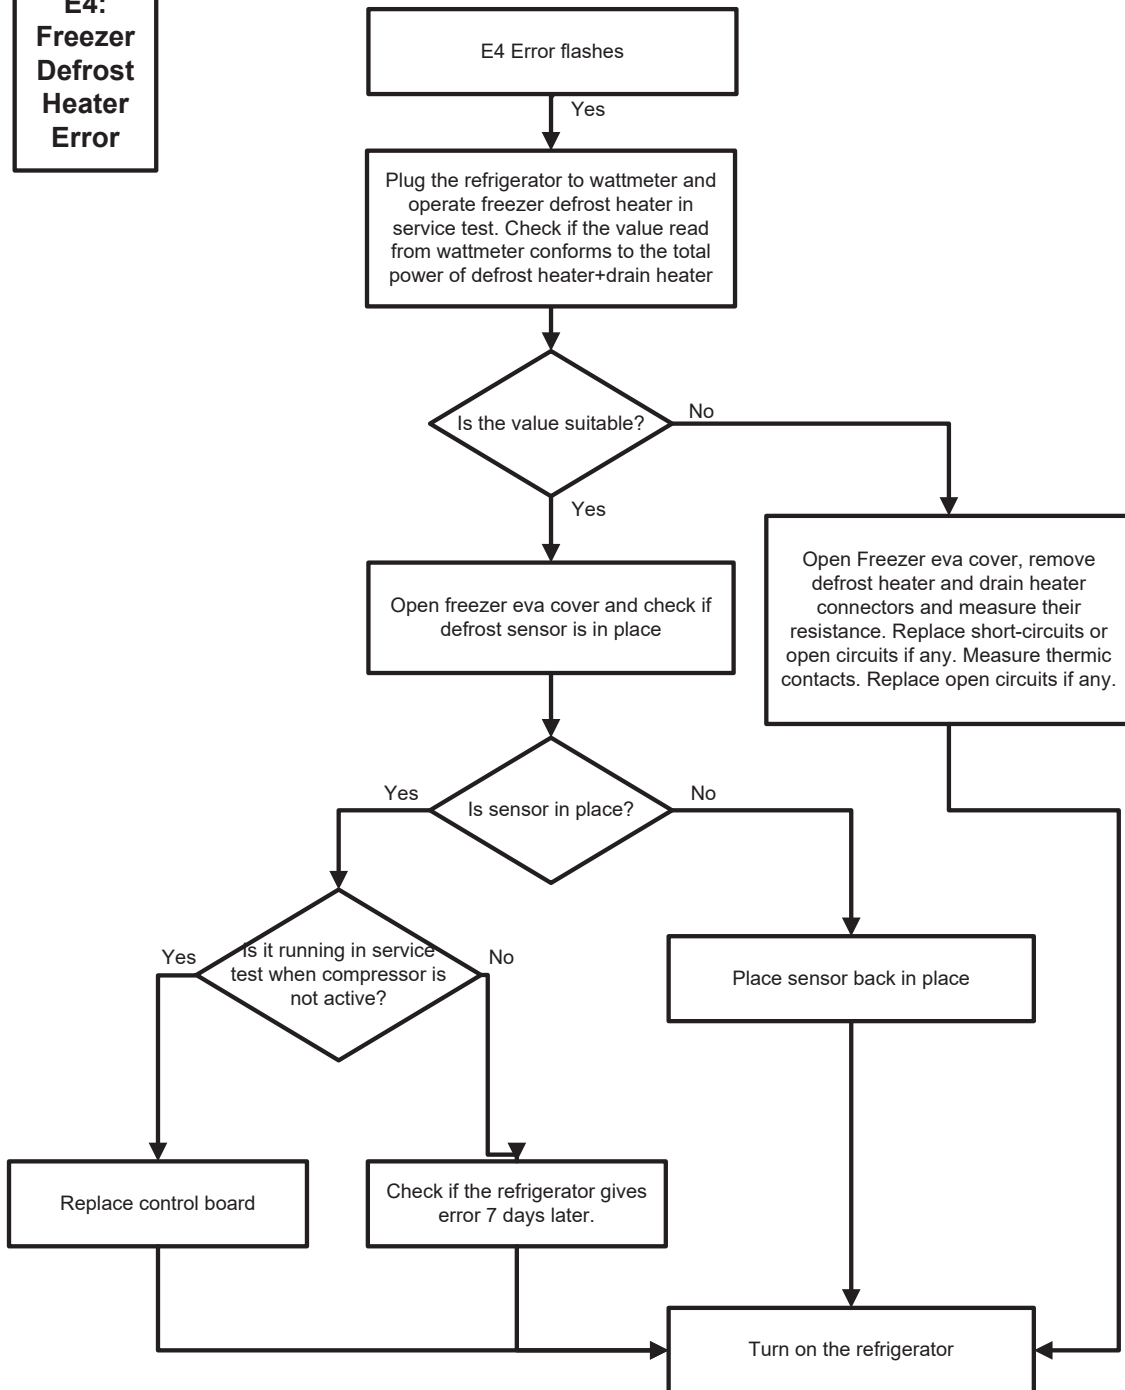 E4:
Freezer
Defrost
Heater
Error
E4 Error flashes
Yes
Plug the refrigerator to wattmeter and
operate freezer defrost heater in
service test. Check if the value read
from wattmeter conforms to the total
power of defrost heater+drain heater
Is the value suitable?
No
Yes
Open Freezer eva cover, remove
defrost heater and drain heater
connectors and measure their
resistance. Replace short-circuits or
open circuits if any. Measure thermic
contacts. Replace open circuits if any.
Open freezer eva cover and check if
defrost sensor is in place
Yes
Is sensor in place?
No
Yes
Is it running in service
test when compressor is
not active?
No
Place sensor back in place
Replace control board
Check if the refrigerator gives
error 7 days later.
Turn on the refrigerator